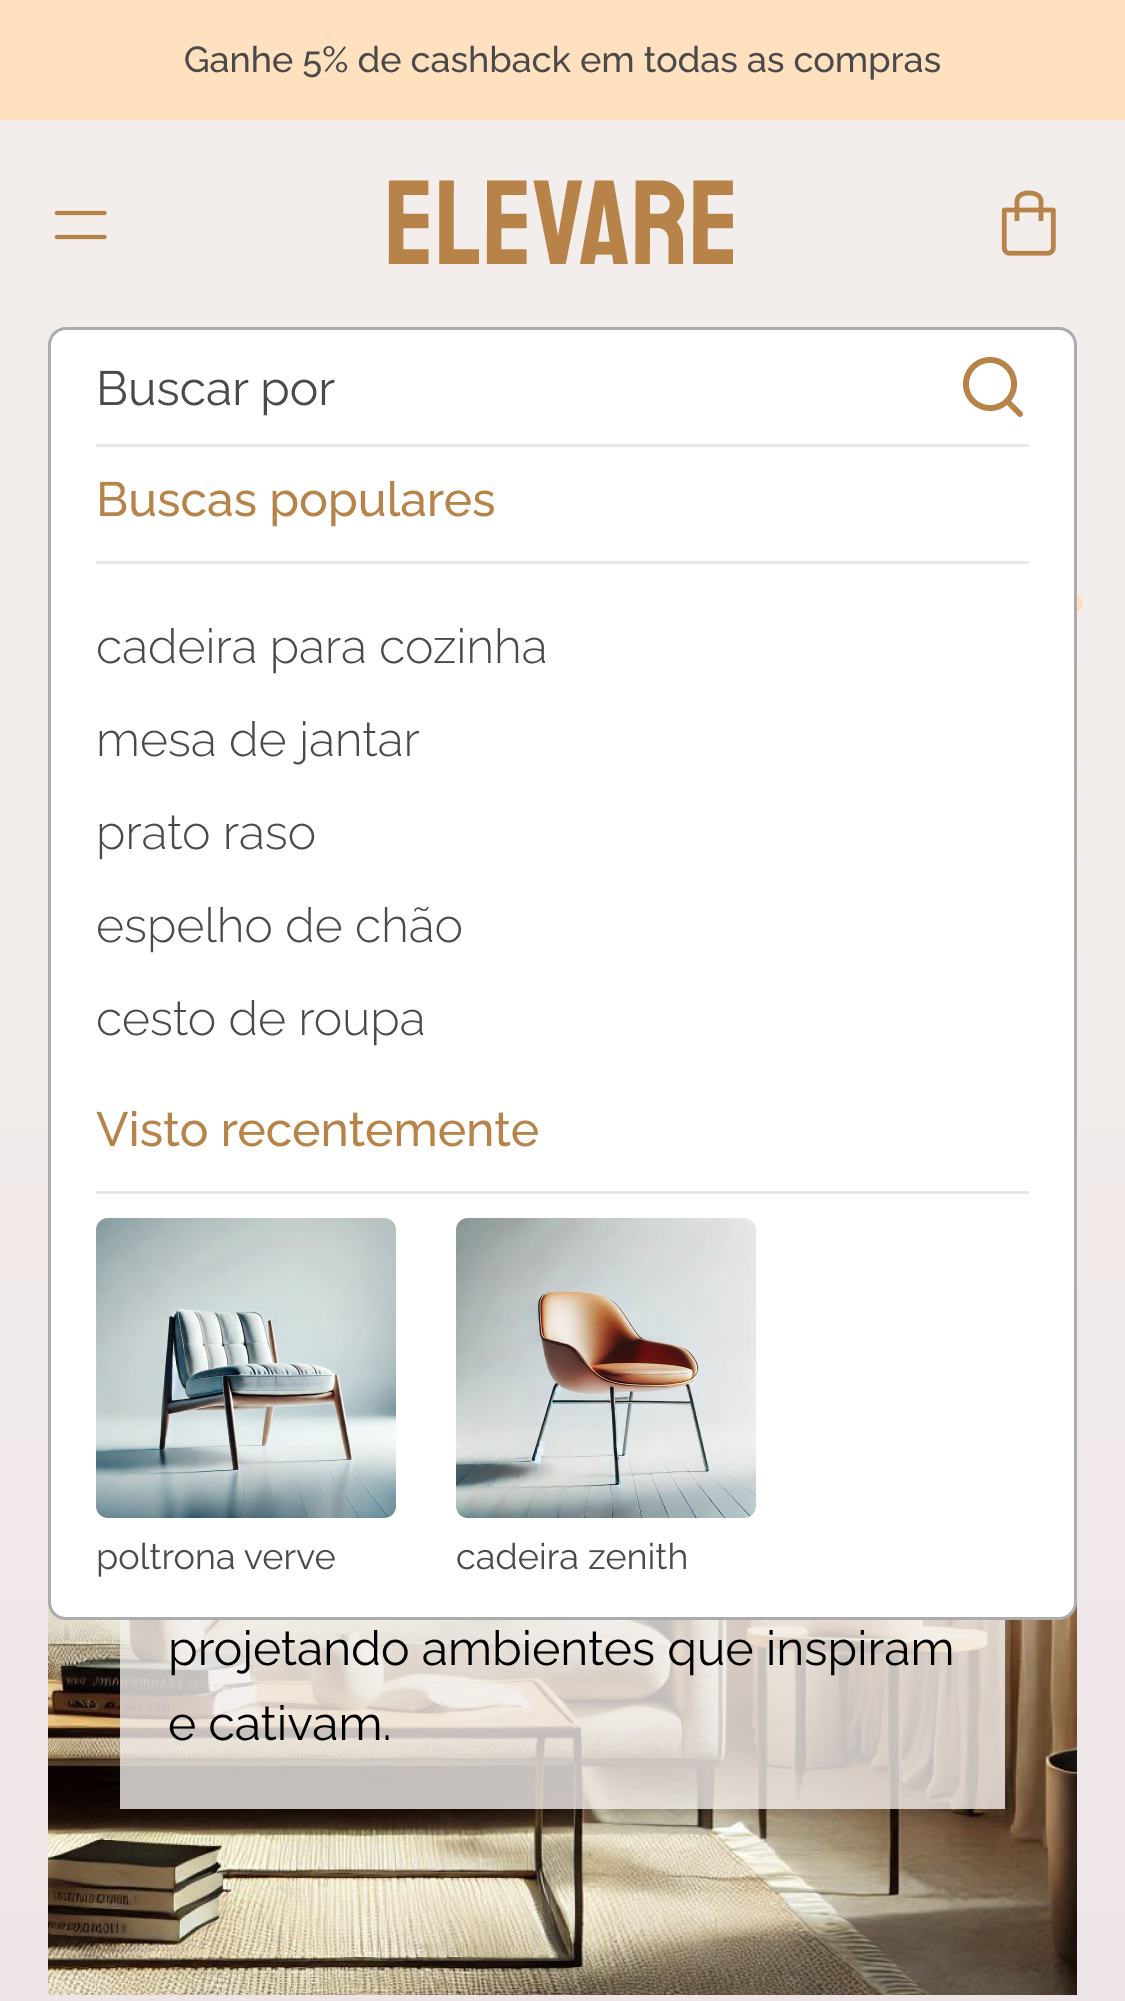 Ganhe 5% de cashback em todas as compras
ELEVARE
Buscar por
Buscas populares
cadeira para cozinha
mesa de jantar
prato raso
espelho de chão
cesto de roupa
Visto recentemente
poltrona verve
cadeira zenith
projetando ambientes que inspiram
e cativam.